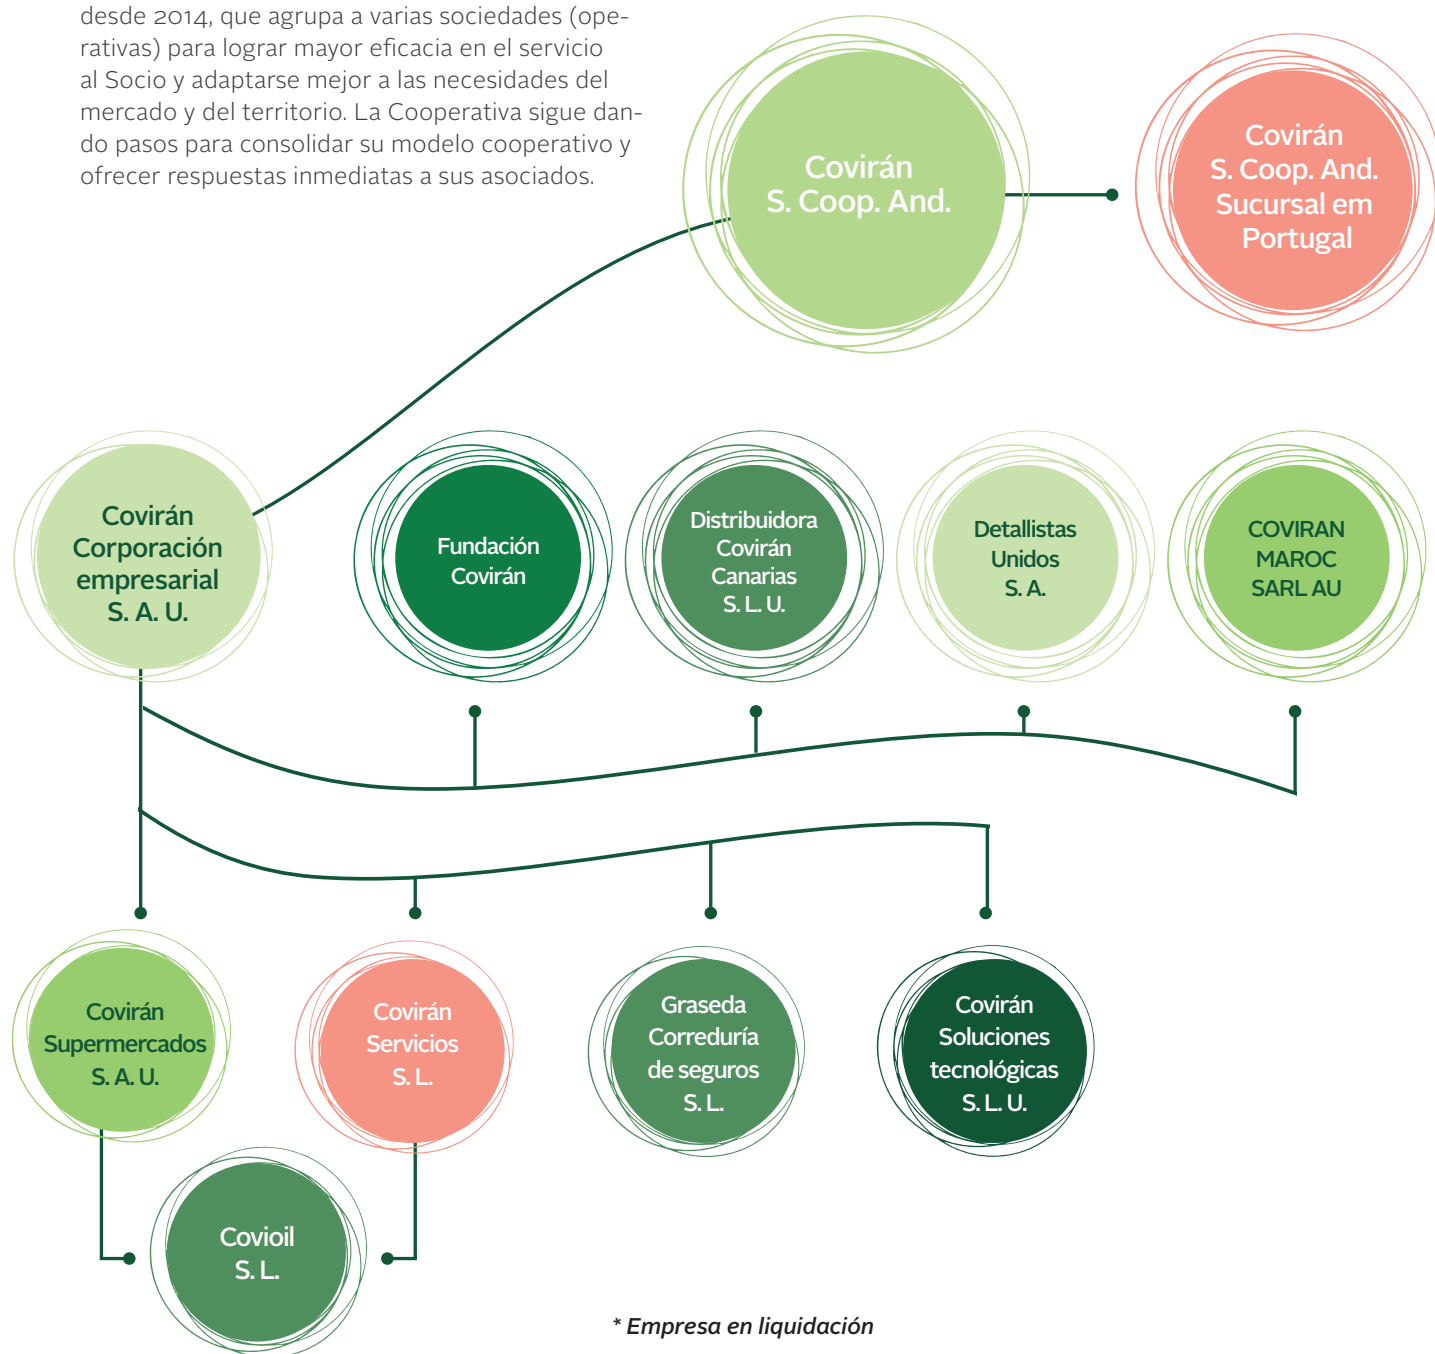 desde 2014, que agrupa a varias sociedades (ope-
rativas) para lograr mayor eficacia en el servicio
al Socio y adaptarse mejor a las necesidades del
mercado y del territorio. La Cooperativa sigue dan-
do pasos para consolidar su modelo cooperativo y
ofrecer respuestas inmediatas a sus asociados.
Covirán
S. Coop. And.
Covirán
S. Coop. And.
Sucursal em
Portugal
Covirán
Corporación
empresarial
S. A. U.
Fundación
Covirán
Distribuidora
Covirán
Canarias
S. L. U.
Detallistas
Unidos
S. A.
COVIRAN
MAROC
SARL AU
Covirán
Supermercados
S. A. U.
Covirán
Servicios
S. L.
Graseda
Correduría
de seguros
S. L.
Covirán
Soluciones
tecnológicas
S. L. U.
Covioil
S. L.
* Empresa en liquidación